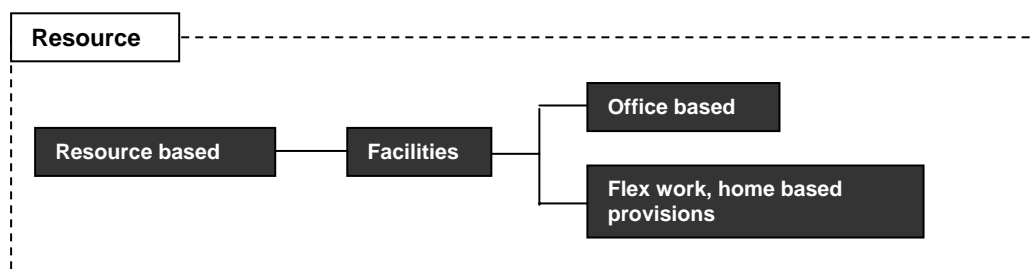 Resource
Office based
Resource based
Facilities
Flex work, home based
provisions